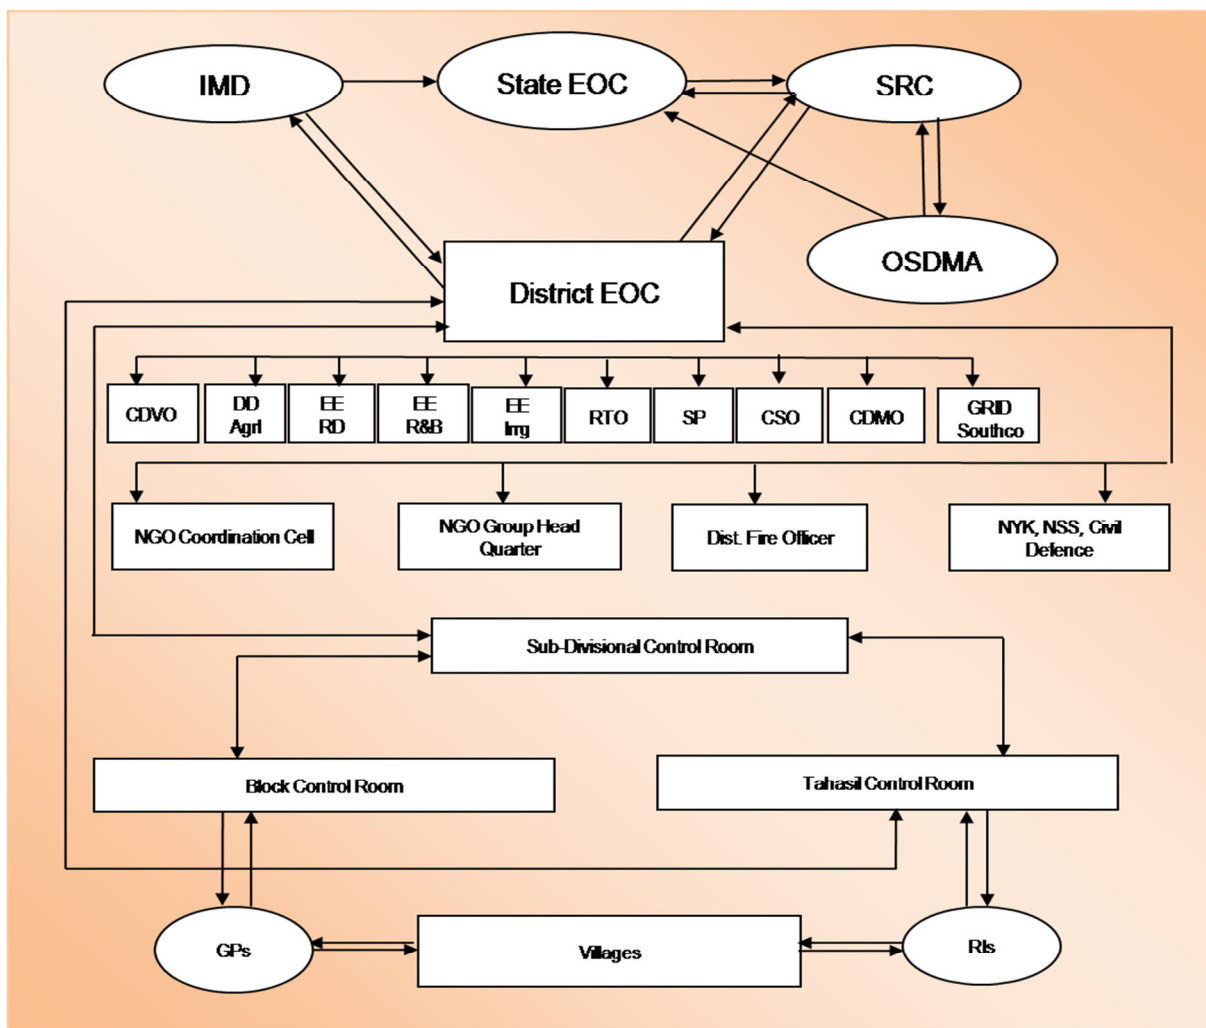 IMD
State EOC
SRC
OSDMA
District EOC
CDVO
DD
Agrl
EE
RD
EE
R&B
EE
Irrg
RTO
SP
CSO
CDMO
GRID
Southco
NGO Coordination Cell
NGO Group Head
Quarter
Dist. Fire Officer
NYK, NSS, Civil
Defence
Sub-Divisional Control Room
Block Control Room
Tahasil Control Room
GPs
Villages
RIs